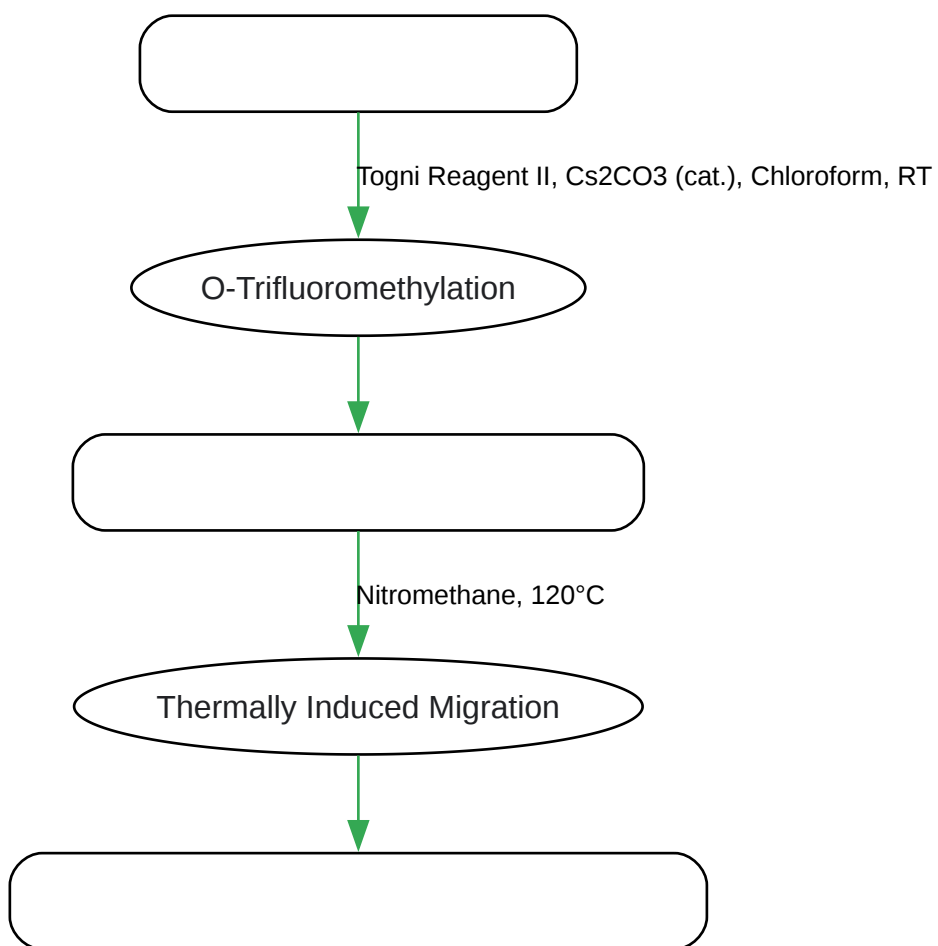 Togni Reagent II, Cs2CO3 (cat.), Chloroform, RT
O-Trifluoromethylation
Nitromethane, 120°C
Thermally Induced Migration